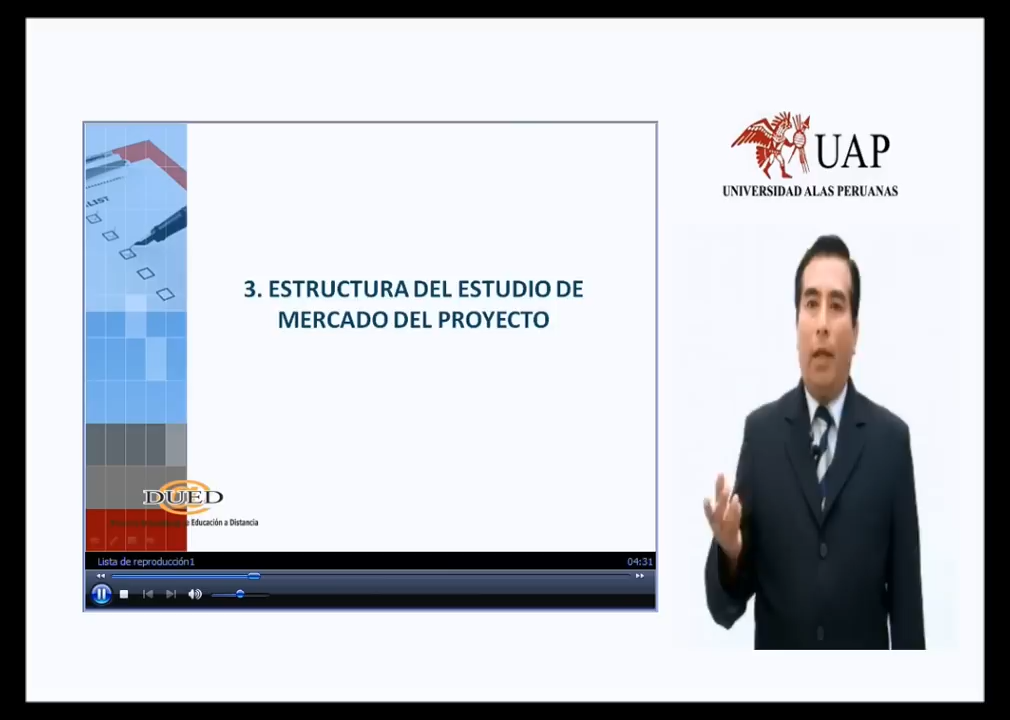 LIST
3. ESTRUCTURA DEL ESTUDIO DE
MERCADO DEL PROYECTO
DUED
Educación a Distancia
Lista de reproducción1
04:31
UAP
UNIVERSIDAD ALAS PERUANAS